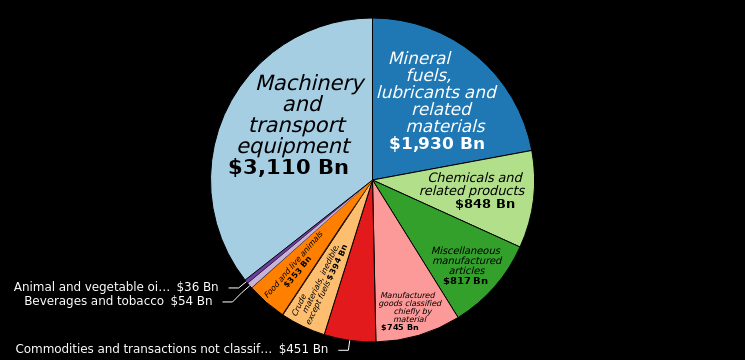 Machinery
and
transport
equipment
$3,110 Bn
Mineral
fuels,
lubricants and
related
materials
$1,930 Bn
Chemicals and
related products
$848 Bn
Miscellaneous
manufactured
articles
$817 Bn
Manufactured
goods classified
chiefly by
material
$745 Bn
Commodities and transactions not classif... $451 Bn
Crude
materials, inedible,
except fuels $394 Bn
Food and live animals
$353 Bn
Beverages and tobacco $54 Bn
Animal and vegetable oi... $36 Bn